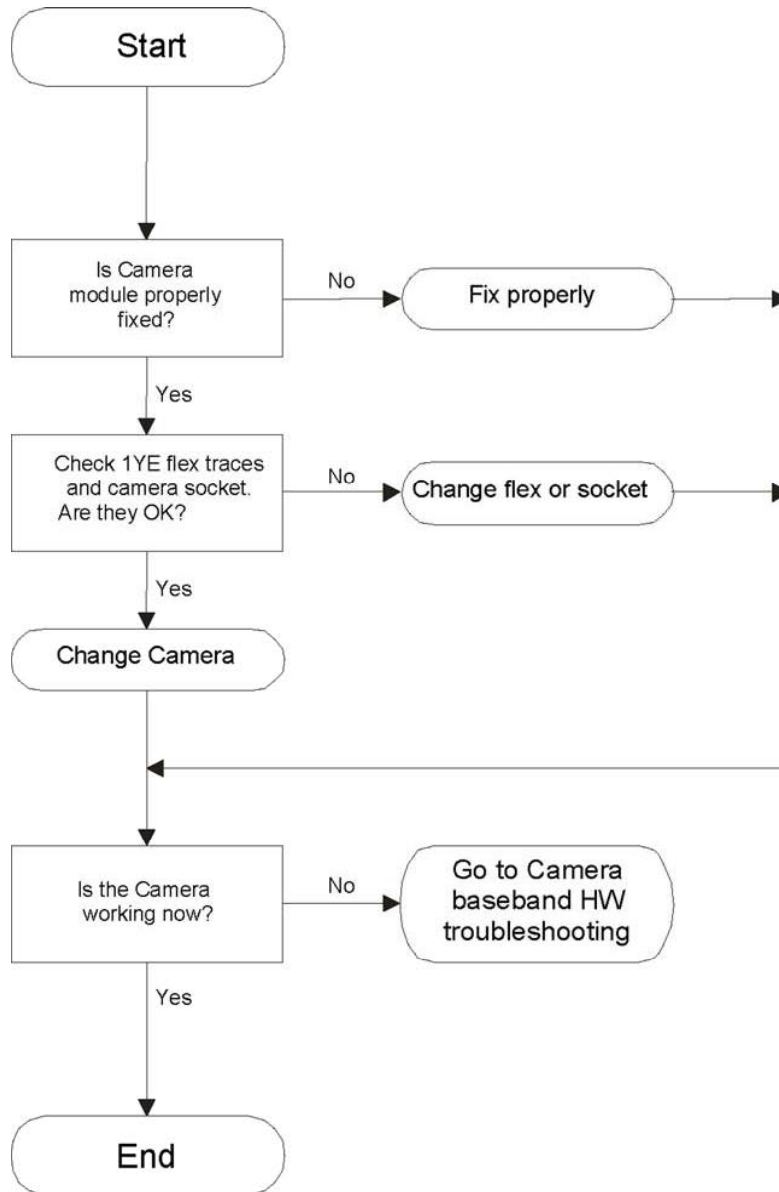 Start
Is Camera
module properly
fixed?
No
Fix properly
Yes
Check 1YE flex traces
and camera socket.
Are they OK?
No
Change flex or socket
Yes
Change Camera
Is the Camera
working now?
No
Go to Camera
baseband HW
troubleshooting
Yes
End